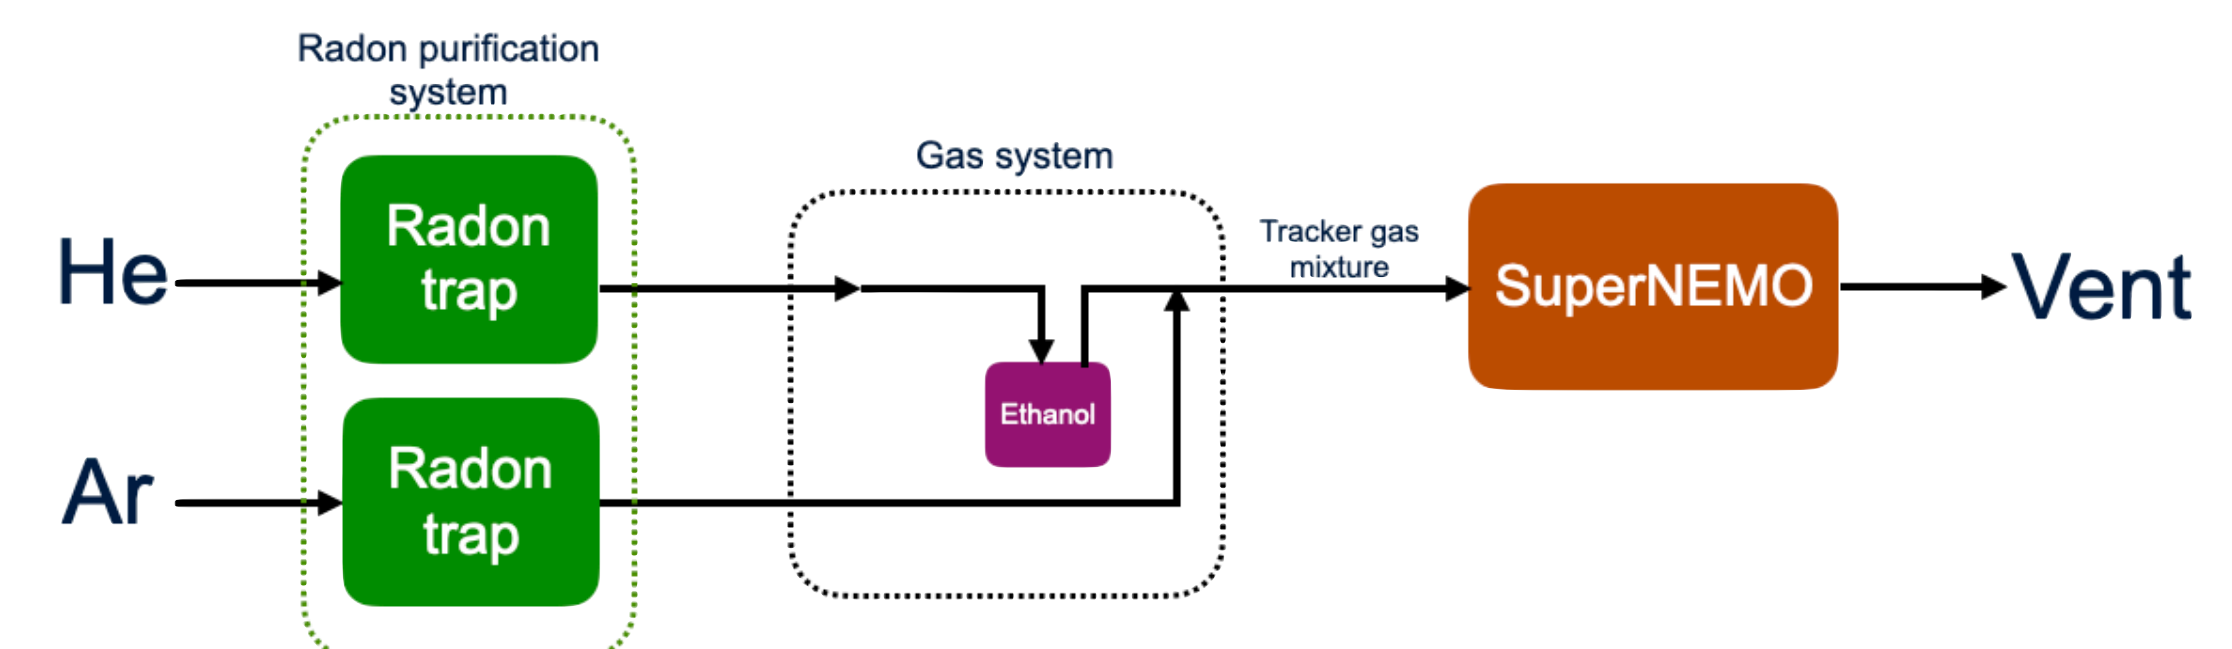 Radon purification
system
Gas system
He
Radon
trap
Tracker gas
mixture
SuperNEMO
Vent
Ethanol
Ar
Radon
trap